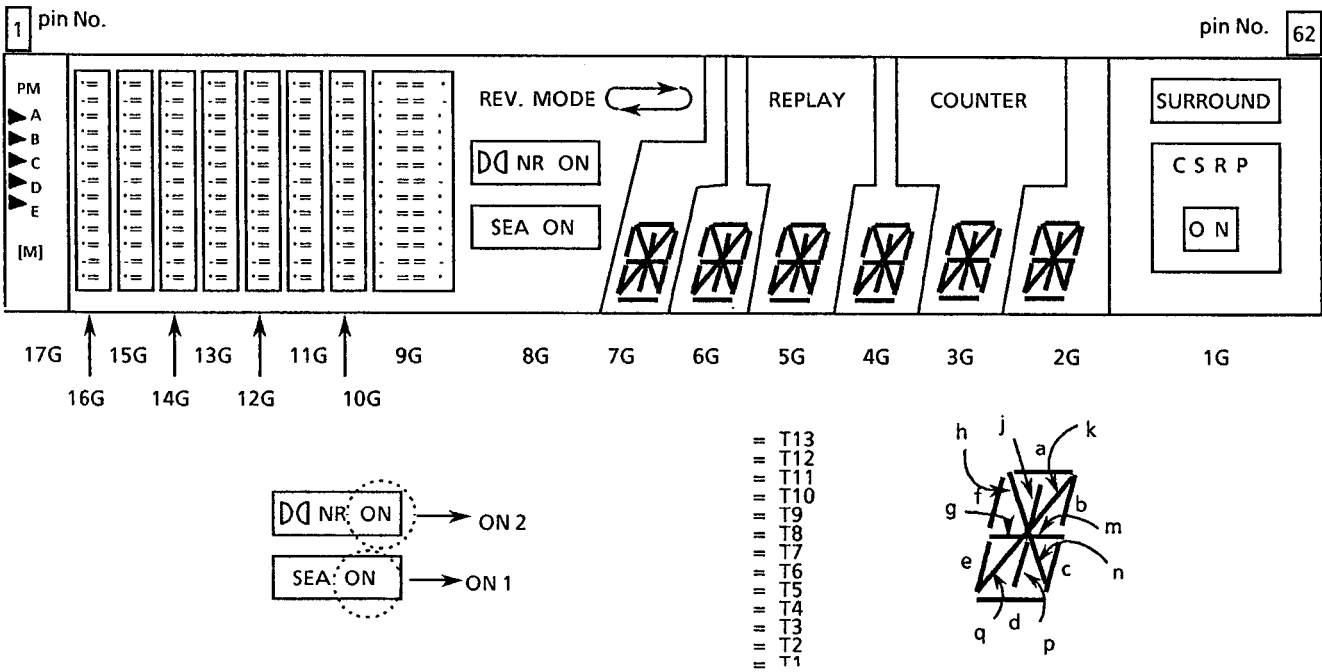 1 pin No. pin No. 62
PM
A
B
C
D
E
[M]
REV. MODE
NR ON
SEA ON
REPLAY
COUNTER
SURROUND
C S R P
O N
17G 15G 13G 11G 9G 8G 7G 6G 5G 4G 3G 2G 1G
16G 14G 12G 10G
NR ON ON 2
SEA ON ON 1
= T13
= T12
= T11
= T10
= T9
= T8
= T7
= T6
= T5
= T4
= T3
= T2
= T1
h j a k
f b
g m
e c n
q d p